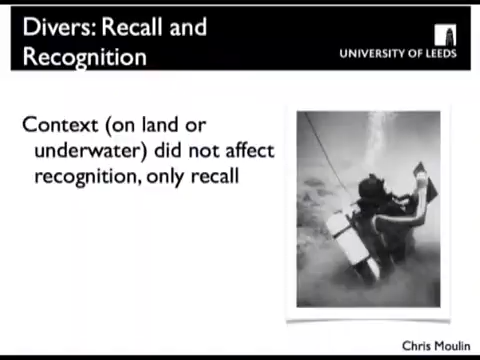 Divers: Recall and
Recognition
UNIVERSITY OF LEEDS
Context (on land or
underwater) did not affect
recognition, only recall
Chris Moulin